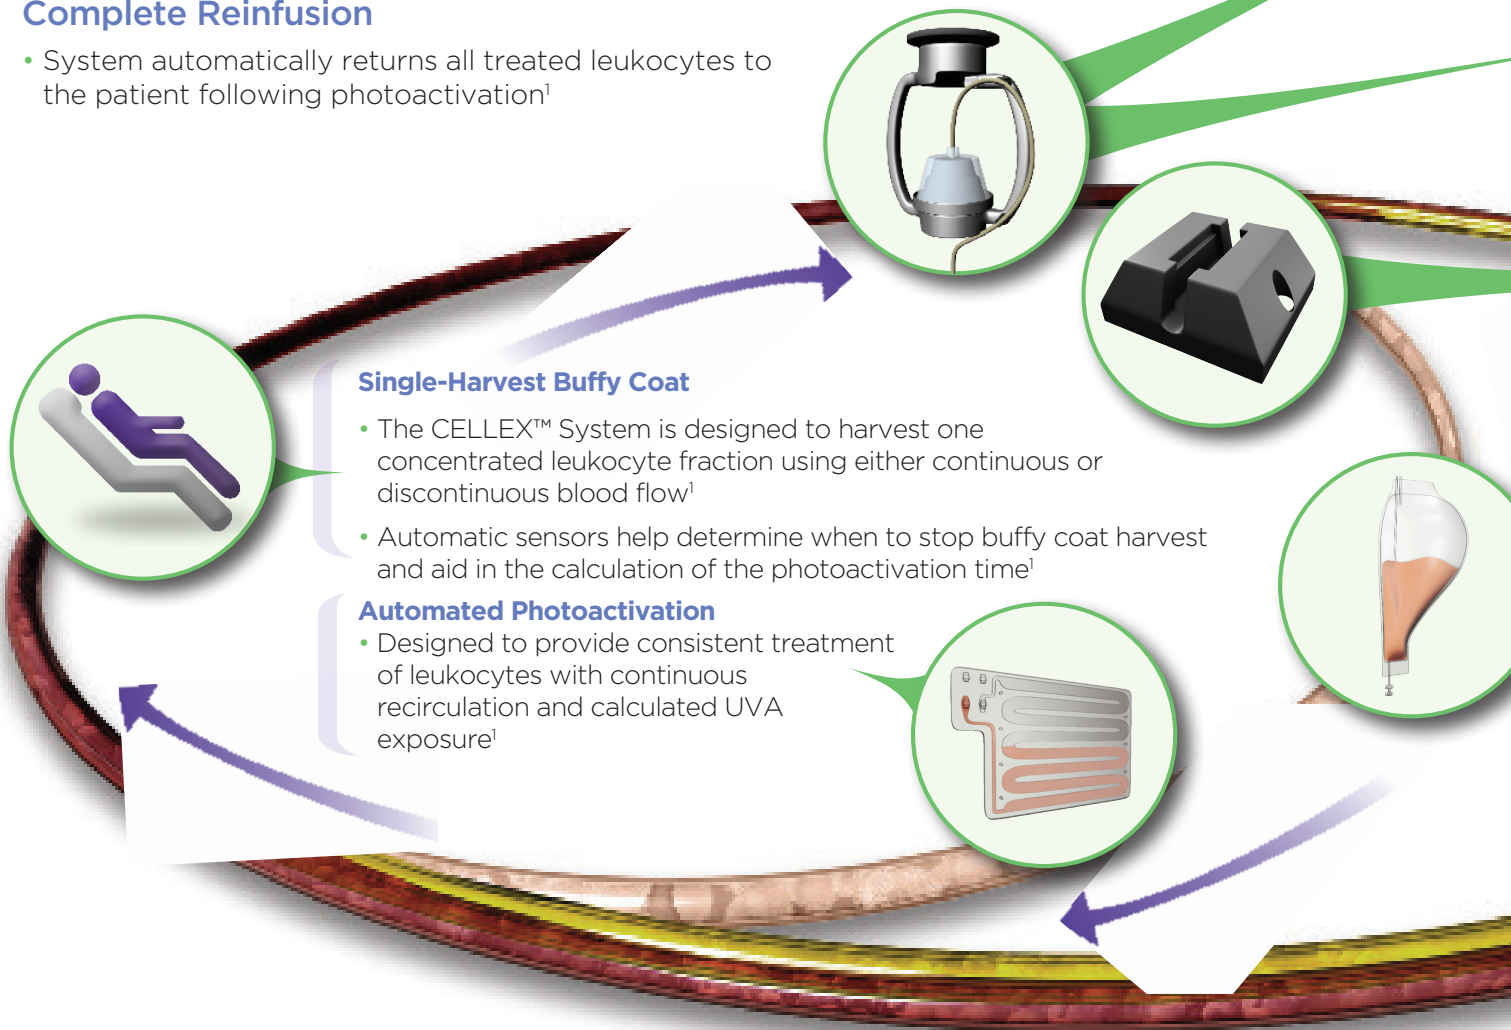 Complete Reinfusion
• System automatically returns all treated leukocytes to
the patient following photoactivation¹
Single-Harvest Buffy Coat
• The CELLEX™ System is designed to harvest one
concentrated leukocyte fraction using either continuous or
discontinuous blood flow¹
• Automatic sensors help determine when to stop buffy coat harvest
and aid in the calculation of the photoactivation time¹
Automated Photoactivation
• Designed to provide consistent treatment
of leukocytes with continuous
recirculation and calculated UVA
exposure¹